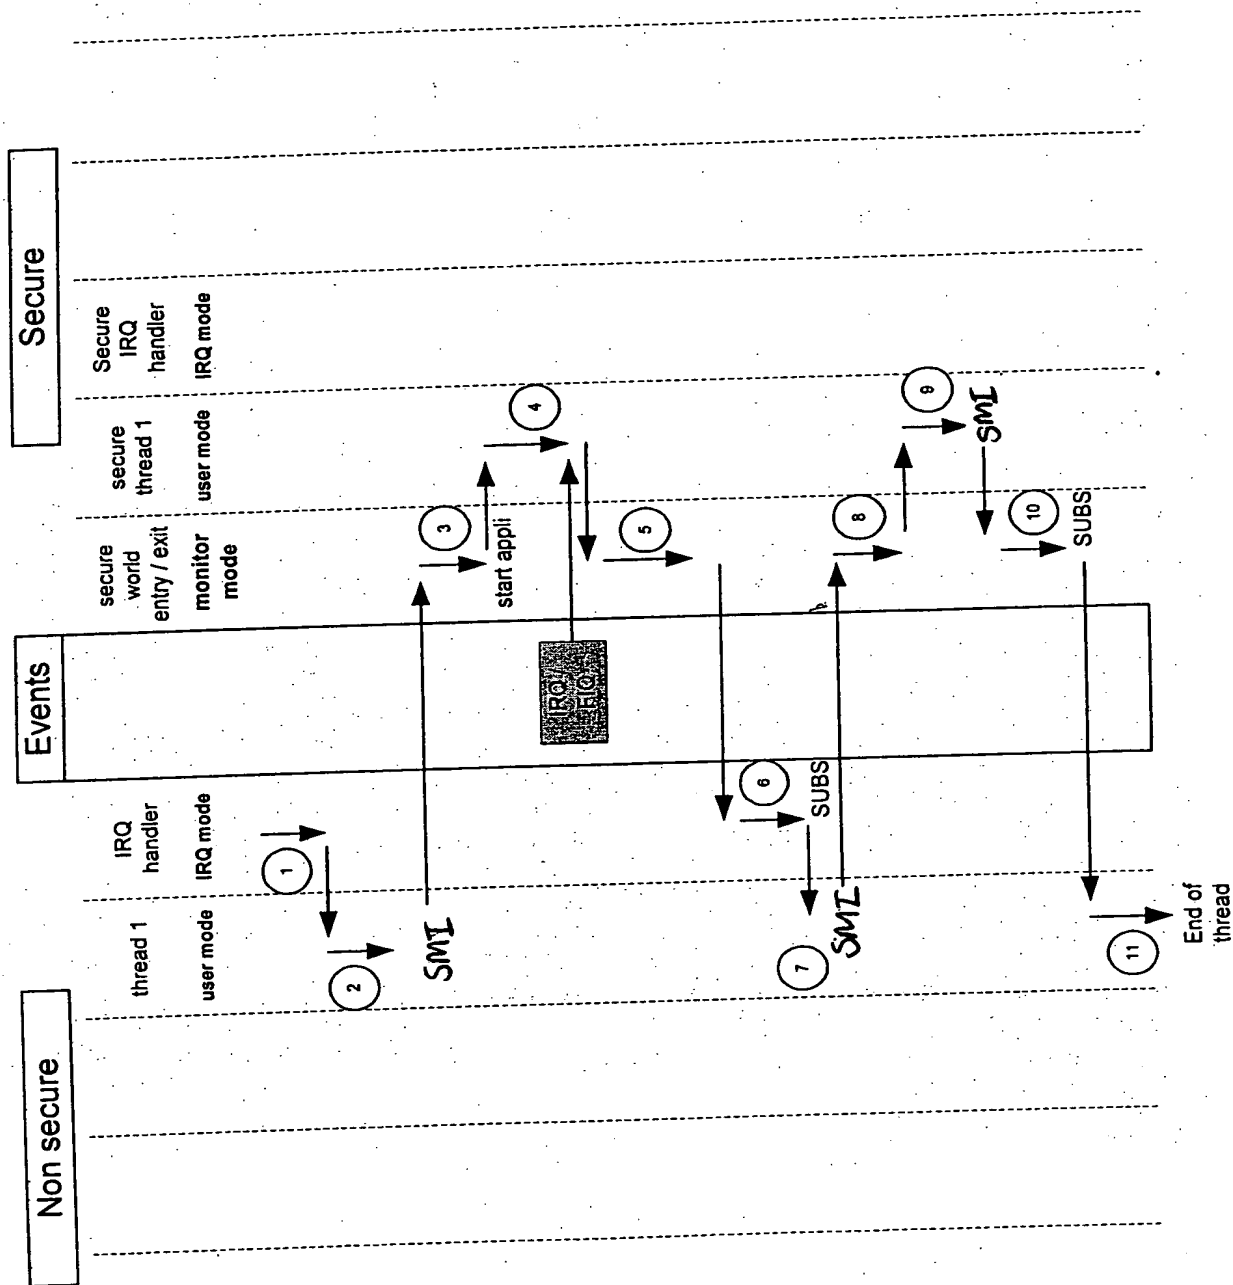 Non secure
Events
Secure
thread 1
user mode
IRQ
handler
IRQ mode
secure
world
entry / exit
monitor
mode
secure
thread 1
user mode
Secure
IRQ
handler
IRQ mode
1
2
SMI
3
start appli
4
IRQ /
FIQ
5
6
SUBS
7
SMI
8
9
SMI
10
SUBS
11
End of
thread